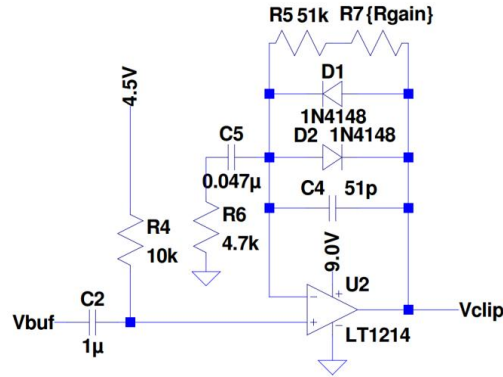 R5 51k R7{Rgain}
D1
1N4148
4.5V
C5
D2 1N4148
0.047µ
C4 51p
R4
R6
10k
4.7k
9.0V
C2
U2
Vbuf
Vclip
1µ
LT1214